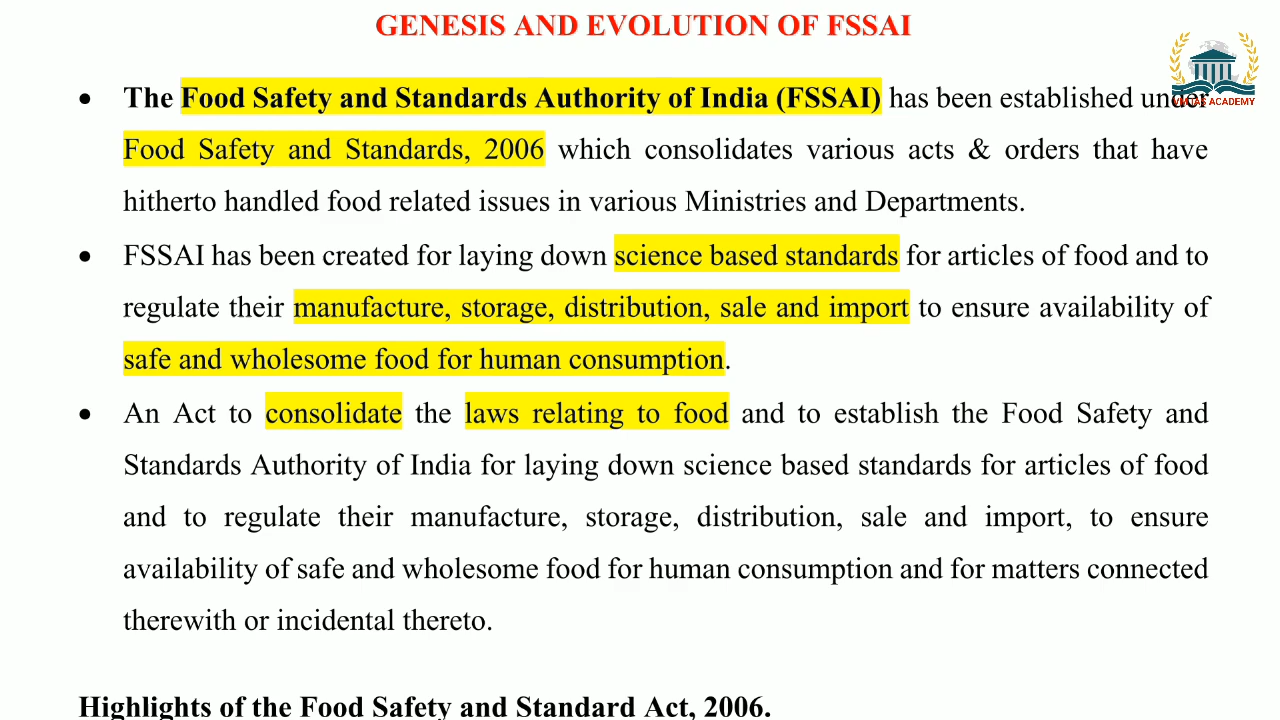 GENESIS AND EVOLUTION OF FSSAI
• The Food Safety and Standards Authority of India (FSSAI) has been established under
Food Safety and Standards, 2006 which consolidates various acts & orders that have
hitherto handled food related issues in various Ministries and Departments.
• FSSAI has been created for laying down science based standards for articles of food and to
regulate their manufacture, storage, distribution, sale and import to ensure availability of
safe and wholesome food for human consumption.
• An Act to consolidate the laws relating to food and to establish the Food Safety and
Standards Authority of India for laying down science based standards for articles of food
and to regulate their manufacture, storage, distribution, sale and import, to ensure
availability of safe and wholesome food for human consumption and for matters connected
therewith or incidental thereto.
Highlights of the Food Safety and Standard Act, 2006.
ACADEMY